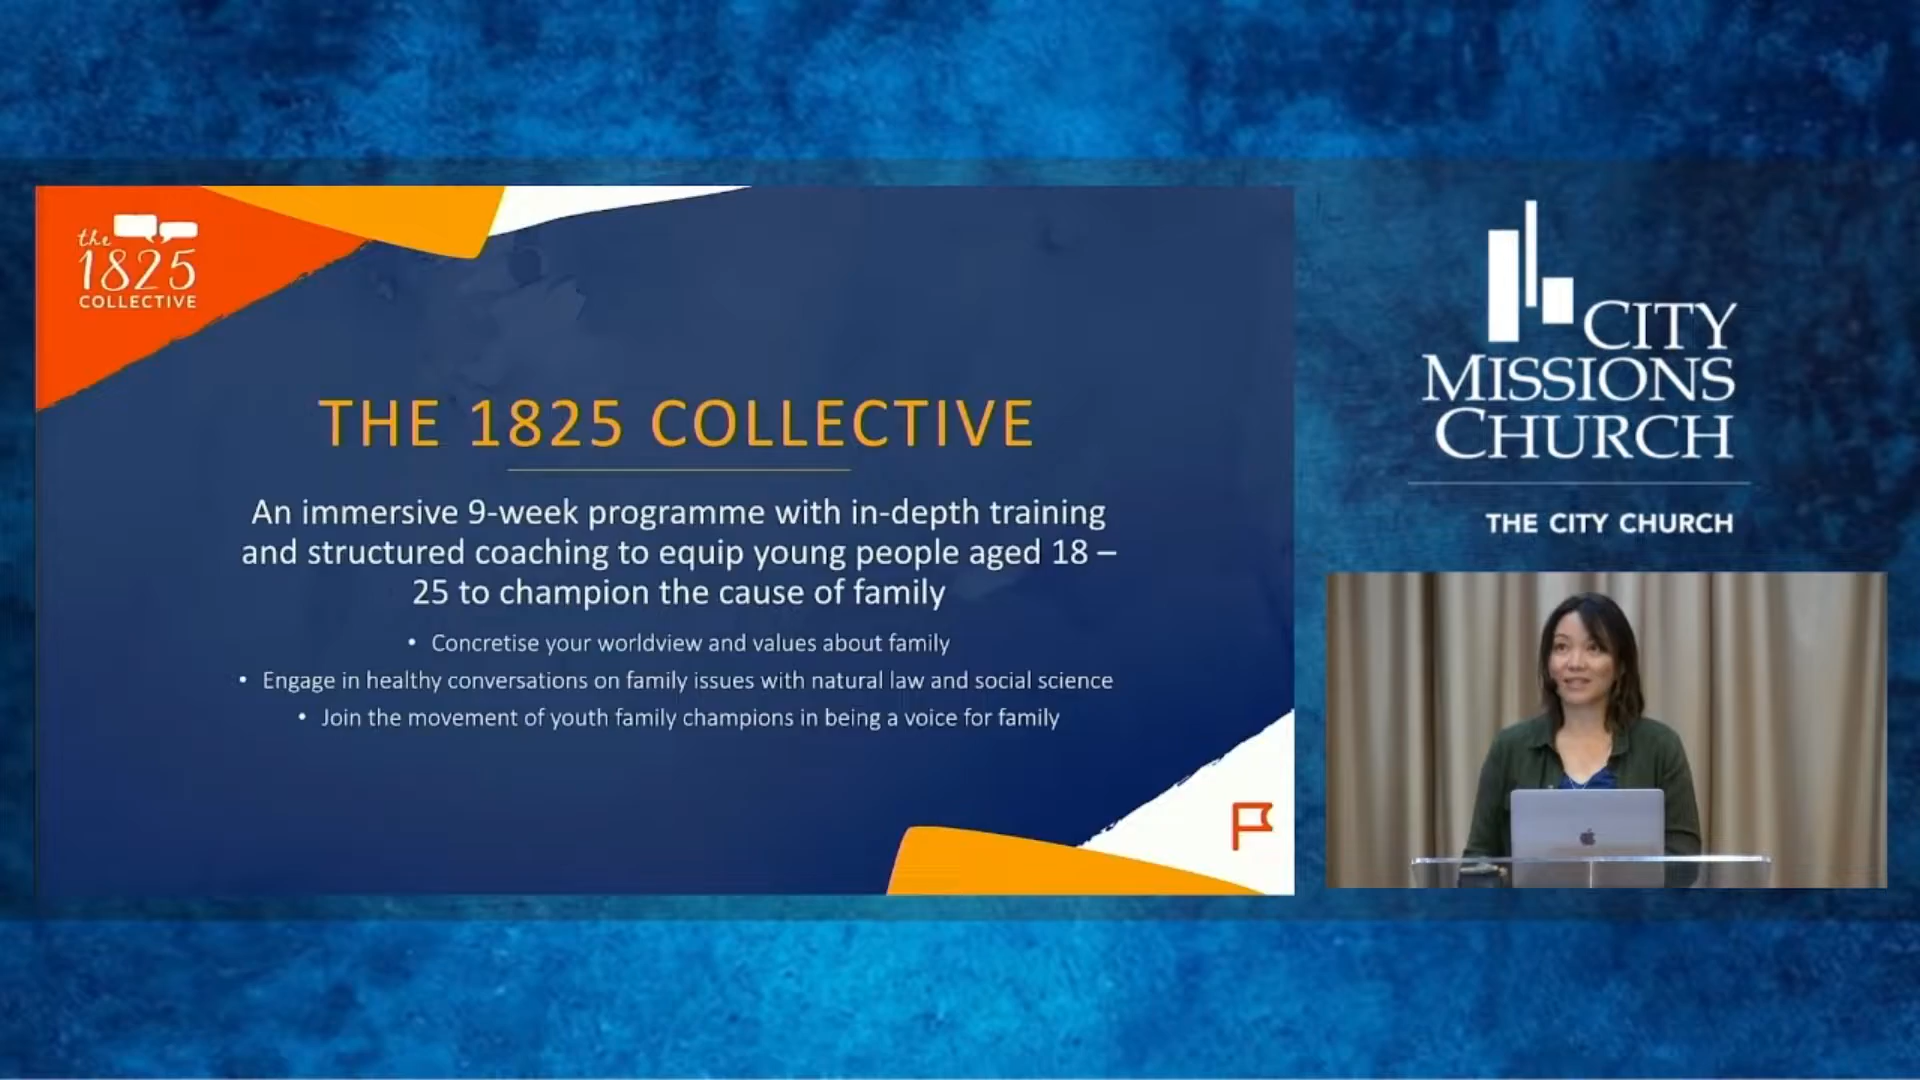 the
1825
COLLECTIVE
THE 1825 COLLECTIVE
An immersive 9-week programme with in-depth training
and structured coaching to equip young people aged 18 –
25 to champion the cause of family
• Concretise your worldview and values about family
• Engage in healthy conversations on family issues with natural law and social science
• Join the movement of youth family champions in being a voice for family
CITY
MISSIONS
CHURCH
THE CITY CHURCH